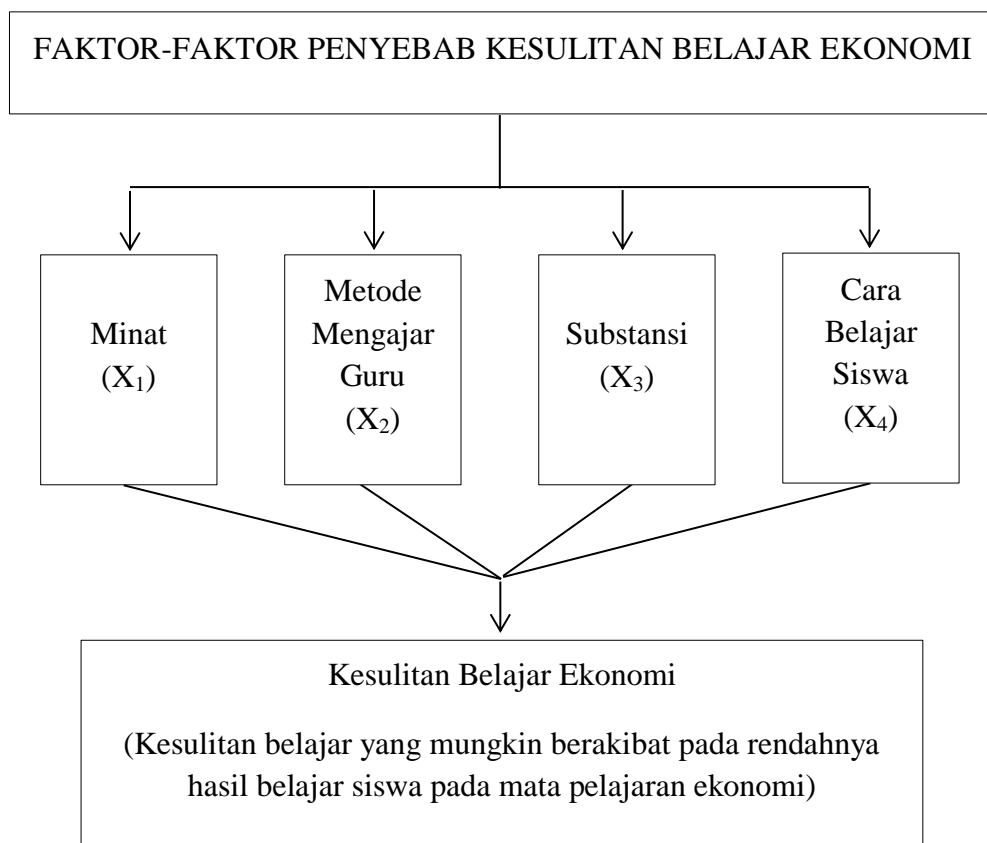 FAKTOR-FAKTOR PENYEBAB KESULITAN BELAJAR EKONOMI
Minat
(X₁)
Metode
Mengajar
Guru
(X₂)
Substansi
(X₃)
Cara
Belajar
Siswa
(X₄)
Kesulitan Belajar Ekonomi
(Kesulitan belajar yang mungkin berakibat pada rendahnya
hasil belajar siswa pada mata pelajaran ekonomi)